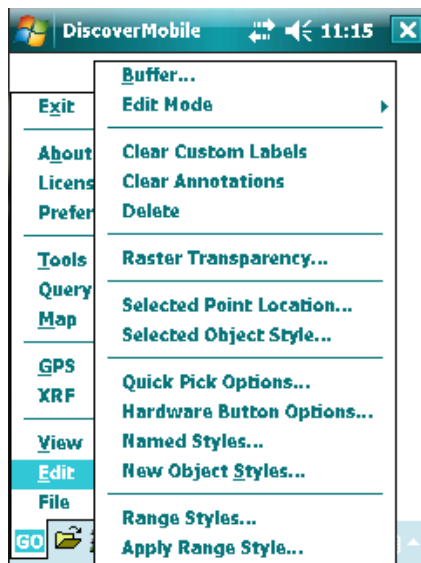 DiscoverMobile 11:15
Buffer...
Edit Mode
Clear Custom Labels
Clear Annotations
Delete
Raster Transparency...
Selected Point Location...
Selected Object Style...
Quick Pick Options...
Hardware Button Options...
Named Styles...
New Object Styles...
Range Styles...
Apply Range Style...
Exit
About
Licens
Prefer
Tools
Query
Map
GPS
XRF
View
Edit
File
GO